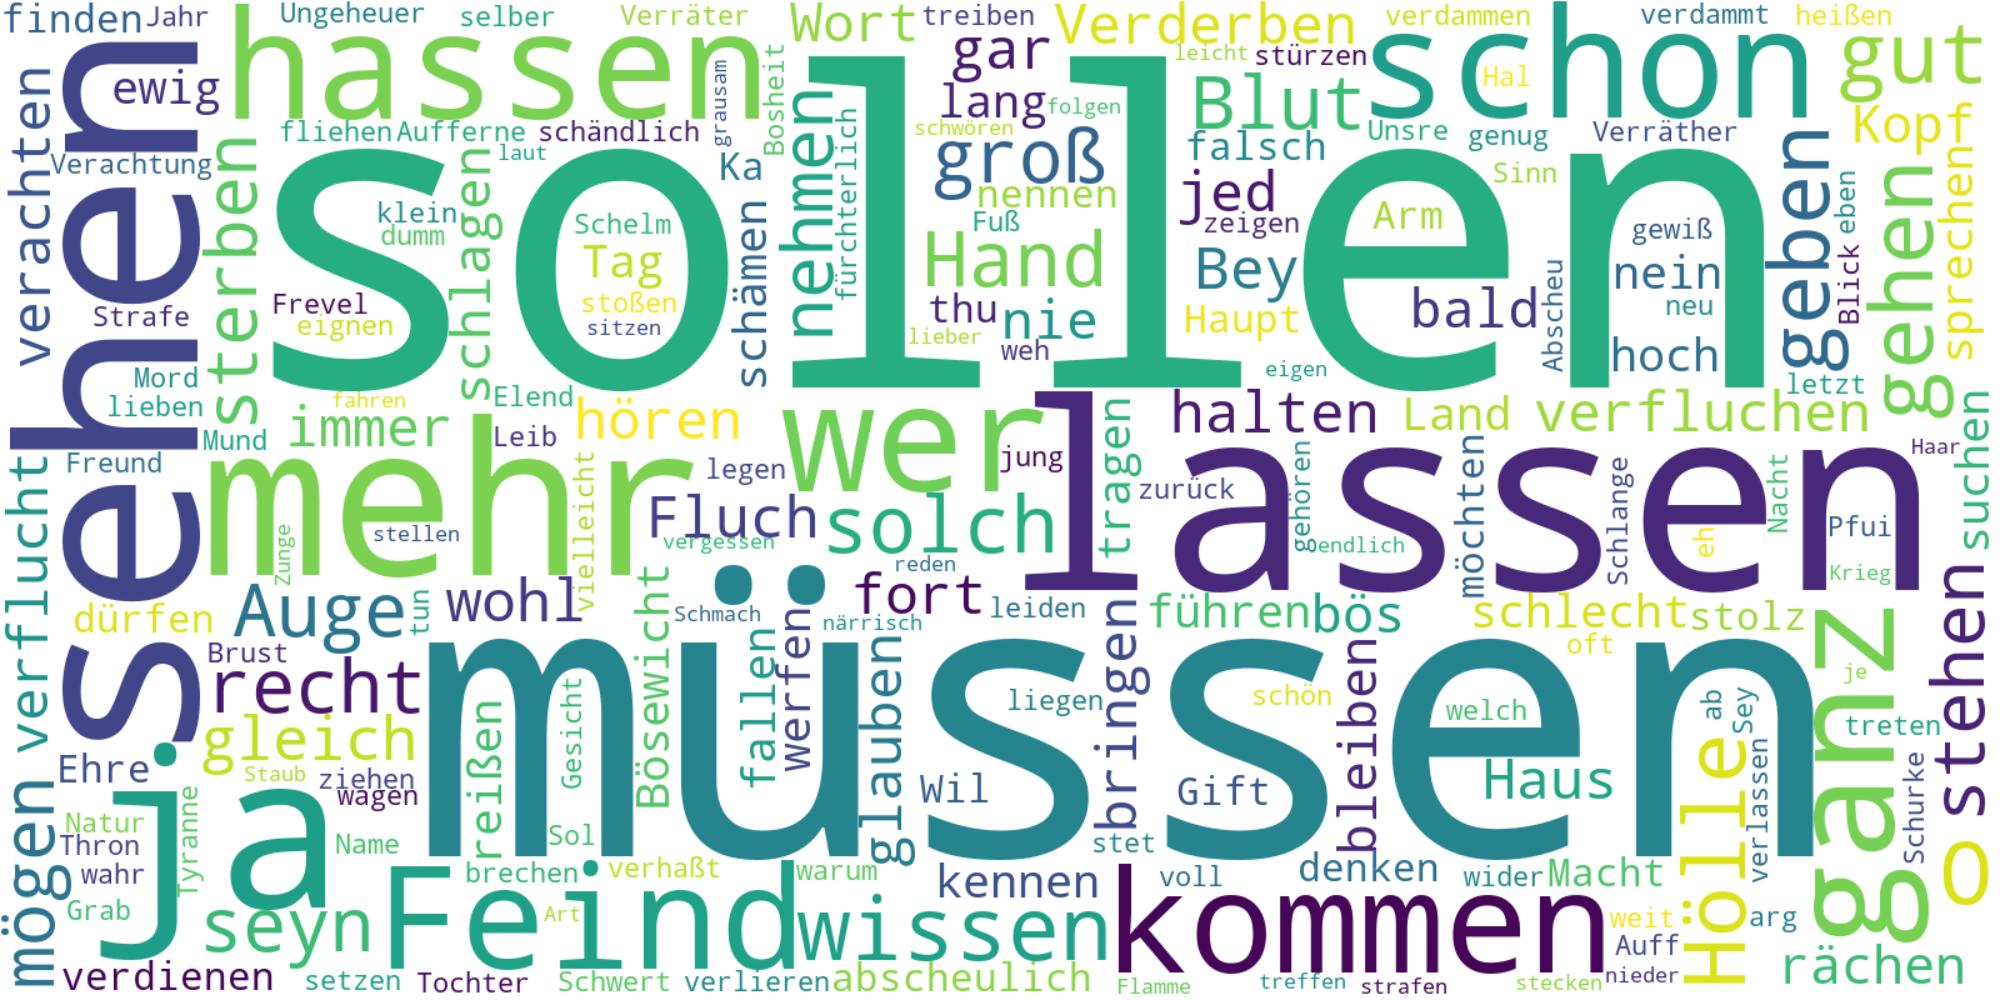 finden Jahr Ungeheuer selber Verräter Wort treiben Verderben verdammen verdammt heißen
hassen gar leicht stürzen schon Hal gut
ewig lang folgen Blut Kopf
sehen sollen
verachten Verachtung fliehen Aufferne schändlich grausam Bosheit schwören Unsre genug Verräther
laut Ka nehmen fürchterlich groß falsch Sinn
sterben klein dumm schlagen Schelm schämen nennen jed zeigen Arm gewiß geben eben gehen sprechen
Tag Fuß Hand Bey nein Blick
Strafe Frevel eignen stoßen sitzen thu nie Haupt bald Abscheu neu
lieber weh hoch
Mord lieben fahren Elend eigen letzt
Mund immer Leib hören wer halten Land verfluchen
Freund mehr legen jung tragen zurück gehören möchten Schlange lassen Nacht Haar suchen
Zunge stellen vielleicht Fluch vergessen solch endlich eh Pfui
reden Krieg
verflucht dürfen Auge tun wohl Schmach fort närrisch leiden führen bös schlecht stolz
Bösewicht werfen oft
Brust recht müssen fallen glauben bringen bleiben ganz stehen
je
gleich reißen Gesicht liegen schön welch ab Sey treten
Ehre Staub ziehen wagen Wil Gift Haus Hölle verlassen Schurke
mögen ja Natur Thron Tyranne Name Sol stet
wahr brechen verhaßt warum kennen voll denken wider Macht o
Grab seyn Feind Art wissen kommen weit arg
Auff
verdienen setzen Tochter Schwert verlieren abscheulich Flamme treffen strafen stecken nieder rächen